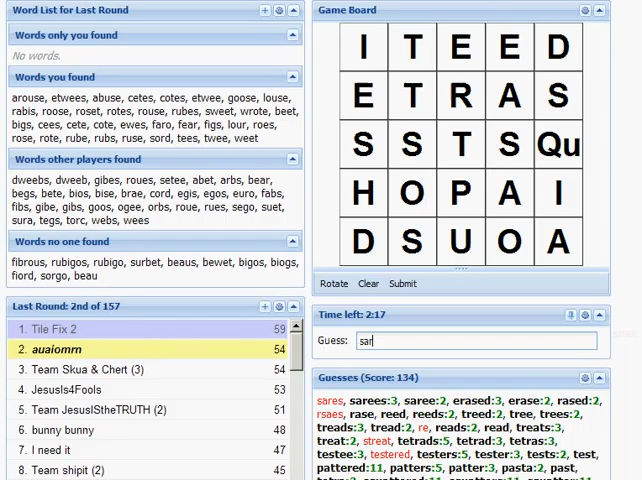 Word List for Last Round
Words only you found
No words.
Words you found
arouse, etwees, abuse, cetes, cotes, etwee, goose, louse,
rabis, roose, roset, rotes, rouse, rubes, sweet, wrote, beet,
bigs, cees, cete, cote, ewes, faro, fear, figs, lour, roes,
rose, rote, rube, rubs, ruse, sord, tees, twee, weet
Words other players found
dweebs, dweeb, gibes, roues, setee, abet, arbs, bear,
begs, bete, bios, bise, brae, cord, egis, egos, euro, fabs,
fibs, gibe, gibs, goos, ogee, orbs, roue, rues, sego, suet,
sura, tegs, torc, webs, wees
Words no one found
fibrous, rubigos, rubigo, surbet, beaus, bewet, bigos, biogs,
fiord, sorgo, beau
Last Round: 2nd of 157
1. Tile Fix 2 59
2. auaiomrn 54
3. Team Skua & Chert (3) 54
4. JesusIs4Fools 53
5. Team JesusIStheTRUTH (2) 51
6. bunny bunny 48
7. I need it 47
8. Team shipit (2) 45
Game Board
I T E E D
E T R A S
S S T S Qu
H O P A I
D S U O A
Rotate Clear Submit
Time left: 2:17
Guess: sar
Guesses (Score: 134)
sares, sarees:3, saree:2, erased:3, erase:2, rased:2,
rsaes, rase, reed, reeds:2, treed:2, tree, trees:2,
treads:3, tread:2, re, reads:2, read, treats:3,
treat:2, streat, tetrads:5, tetrad:3, tetras:3,
testee:3, testered, testers:5, tester:3, tests:2, test,
pattered:11, patters:5, patter:3, pasta:2, past,